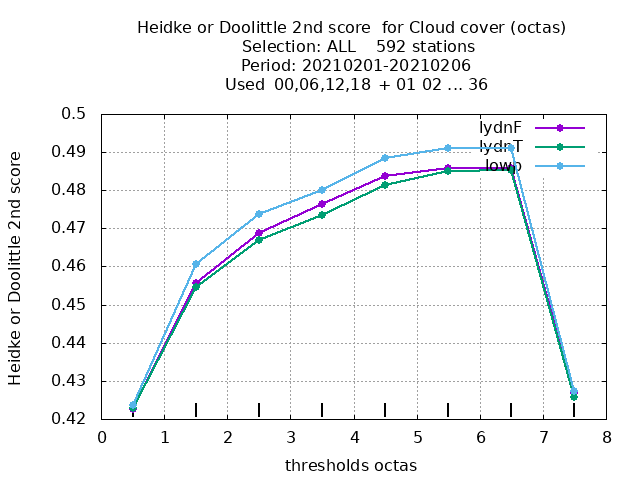 Heidke or Doolittle 2nd score  for Cloud cover (octas)
Selection: ALL    592 stations
Period: 20210201-20210206
Used  00,06,12,18  + 01 02 ... 36
lydnF
lydnT
lowp
0.5
0.49
0.48
0.47
0.46
0.45
0.44
0.43
0.42
Heidke or Doolittle 2nd score
0 1 2 3 4 5 6 7 8
thresholds octas